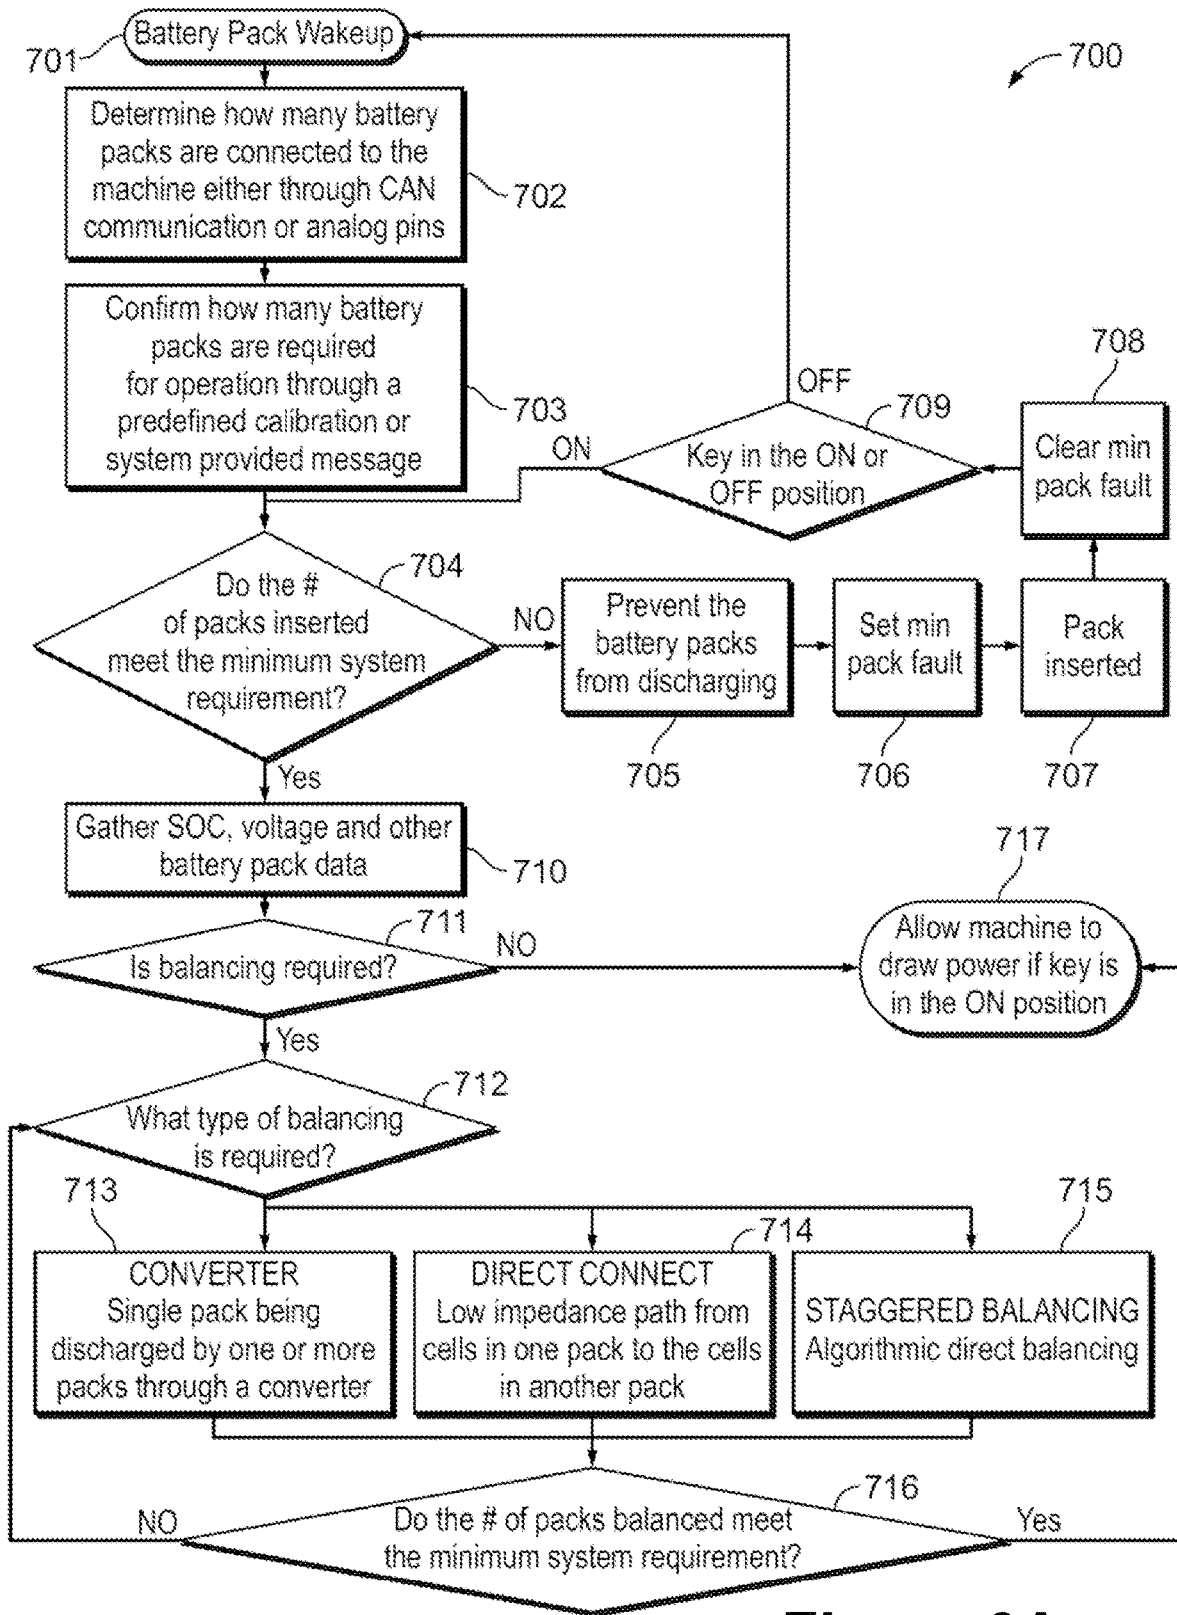 Battery Pack Wakeup
701
700
Determine how many battery
packs are connected to the
machine either through CAN
communication or analog pins
702
Confirm how many battery
packs are required
for operation through a
predefined calibration or
system provided message
703
OFF
709
ON
Key in the ON or
OFF position
708
Clear min
pack fault
704
Do the #
of packs inserted
meet the minimum system
requirement?
NO
Prevent the
battery packs
from discharging
705
Set min
pack fault
706
Pack
inserted
707
Yes
Gather SOC, voltage and other
battery pack data
710
711
Is balancing required?
NO
717
Allow machine to
draw power if key is
in the ON position
Yes
712
What type of balancing
is required?
713
CONVERTER
Single pack being
discharged by one or more
packs through a converter
714
DIRECT CONNECT
Low impedance path from
cells in one pack to the cells
in another pack
715
STAGGERED BALANCING
Algorithmic direct balancing
716
NO
Do the # of packs balanced meet
the minimum system requirement?
Yes